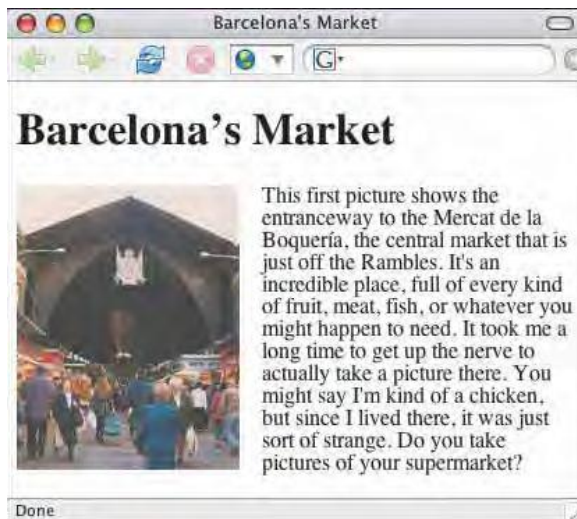 Barcelona's Market
G
Barcelona’s Market
This first picture shows the
entranceway to the Mercat de la
Boquería, the central market that is
just off the Rambles. It's an
incredible place, full of every kind
of fruit, meat, fish, or whatever you
might happen to need. It took me a
long time to get up the nerve to
actually take a picture there. You
might say I'm kind of a chicken,
but since I lived there, it was just
sort of strange. Do you take
pictures of your supermarket?
Done